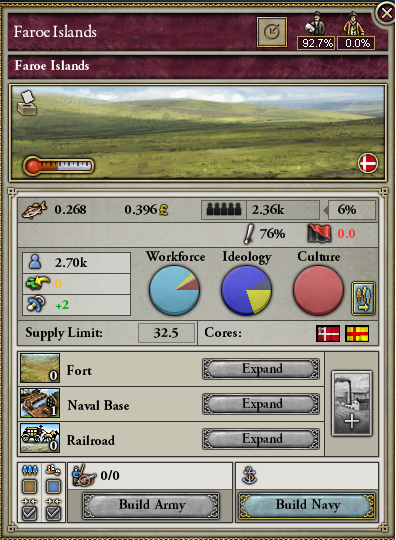 Faroe Islands
92.7% 0.0%
Faroe Islands
0.268 0.396£ 2.36k 6%
76% 0.0
Workforce Ideology Culture
2.70k
0
+2
Supply Limit: 32.5 Cores:
0 Fort Expand
1 Naval Base Expand
0 Railroad Expand
0/0
Build Army Build Navy